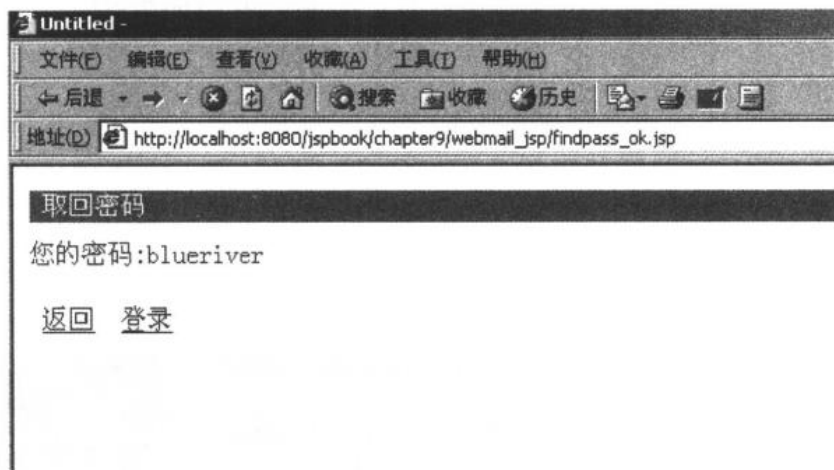 Untitled -
文件(F) 编辑(E) 查看(V) 收藏(A) 工具(T) 帮助(H)
后退 搜索 收藏 历史
地址(D) http://localhost:8080/jspbook/chapter9/webmail_jsp/findpass_ok.jsp
取回密码
您的密码:blueriver
返回 登录